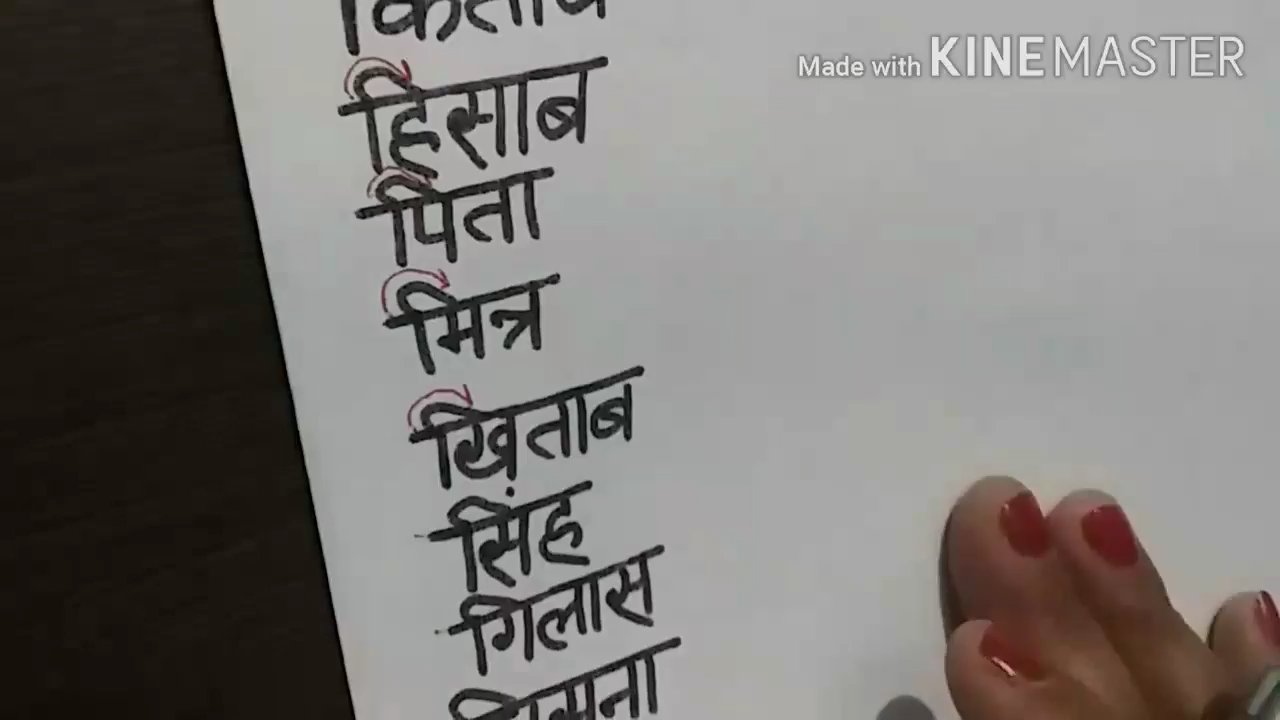 Made with KINEMASTER
किताब
हिसाब
पिता
मित्र
ख़िताब
सिंह
गिलास